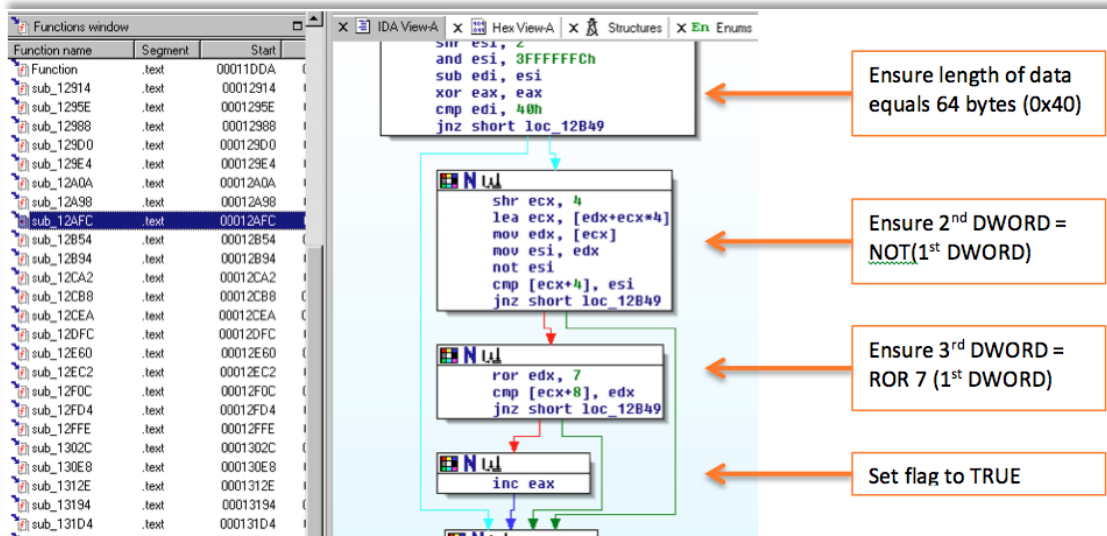 Functions window
Function name Segment Start
Function .text 00011DDA
sub_12914 .text 00012914
sub_1295E .text 0001295E
sub_12988 .text 00012988
sub_129D0 .text 000129D0
sub_129E4 .text 000129E4
sub_12A0A .text 00012A0A
sub_12A98 .text 00012A98
sub_12AFC .text 00012AFC
sub_12B54 .text 00012B54
sub_12B94 .text 00012B94
sub_12CA2 .text 00012CA2
sub_12CB8 .text 00012CB8
sub_12CEA .text 00012CEA
sub_12DFC .text 00012DFC
sub_12E60 .text 00012E60
sub_12EC2 .text 00012EC2
sub_12F0C .text 00012F0C
sub_12FD4 .text 00012FD4
sub_12FFE .text 00012FFE
sub_1302C .text 0001302C
sub_130E8 .text 000130E8
sub_1312E .text 0001312E
sub_13194 .text 00013194
sub_131D4 .text 000131D4
IDA View-A Hex View-A Structures En Enums
shr esi, 2
and esi, 3FFFFFFCh
sub edi, esi
xor eax, eax
cmp edi, 40h
jnz short loc_12B49
shr ecx, 4
lea ecx, [edx+ecx*4]
mov edx, [ecx]
mov esi, edx
not esi
cmp [ecx+4], esi
jnz short loc_12B49
ror edx, 7
cmp [ecx+8], edx
jnz short loc_12B49
inc eax
Ensure length of data
equals 64 bytes (0x40)
Ensure 2nd DWORD =
NOT(1st DWORD)
Ensure 3rd DWORD =
ROR 7 (1st DWORD)
Set flag to TRUE